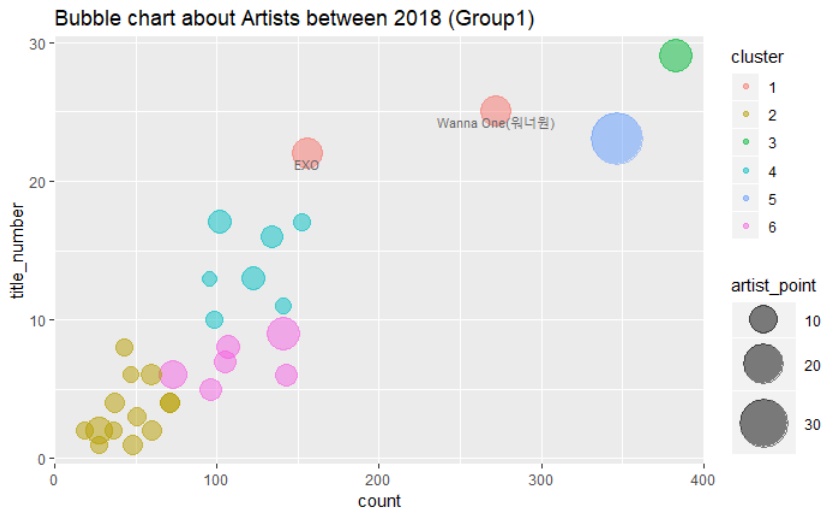 Bubble chart about Artists between 2018 (Group1)
30
20
10
0
title_number
0 100 200 300 400
count
Wanna One(워너원)
EXO
cluster
1
2
3
4
5
6
artist_point
10
20
30